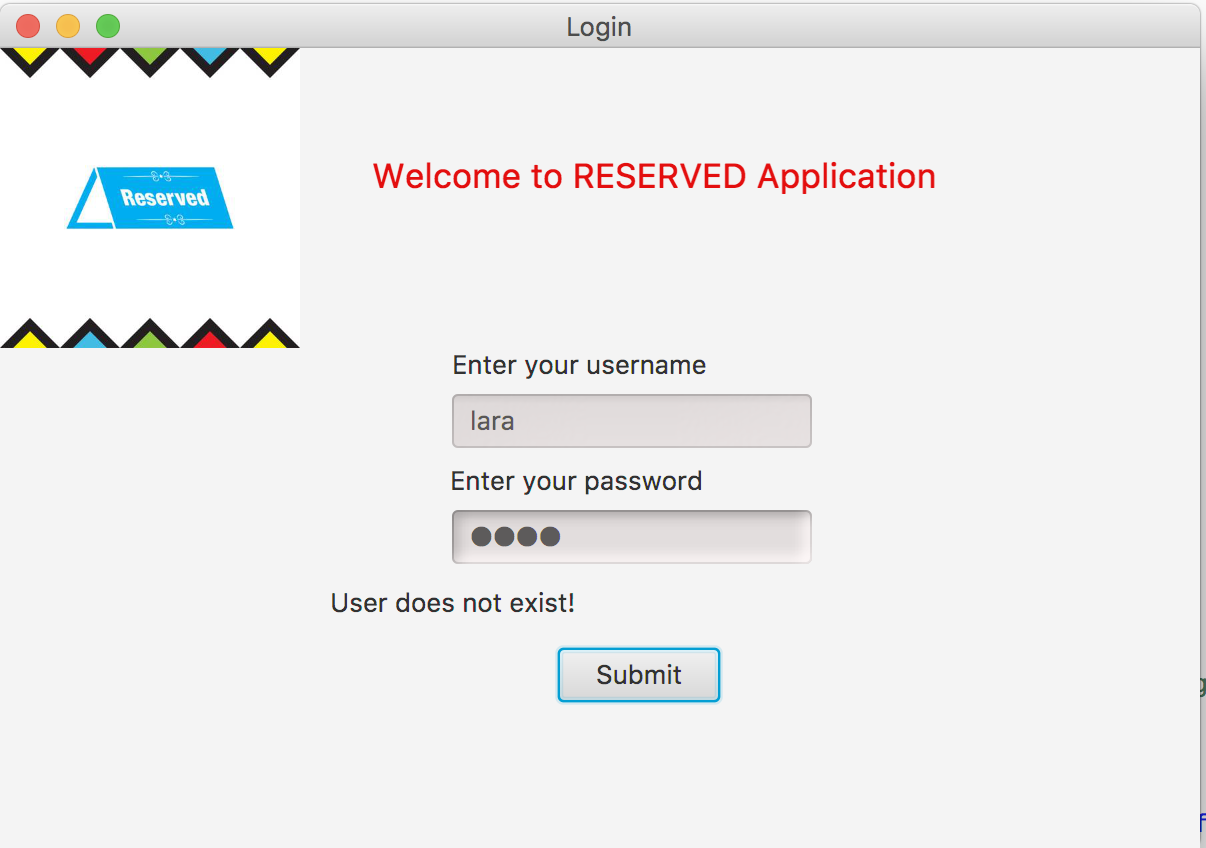 Login
Reserved
Welcome to RESERVED Application
Enter your username
lara
Enter your password
User does not exist!
Submit